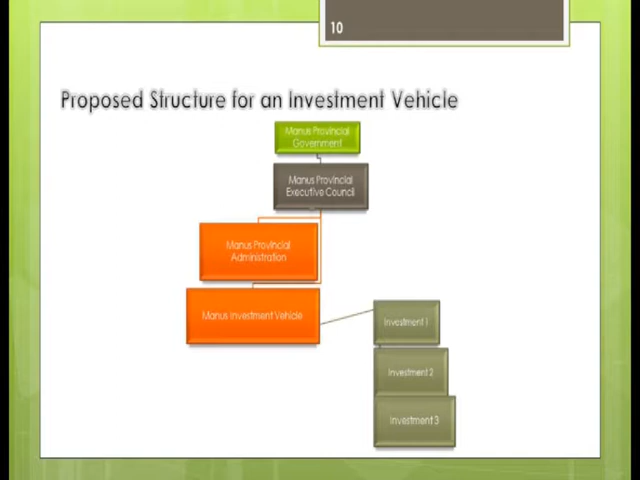 10
Proposed Structure for an Investment Vehicle
Manus Provincial
Government
Manus Provincial
Executive Council
Manus Provincial
Administration
Manus Investment Vehicle
Investment 1
Investment 2
Investment 3